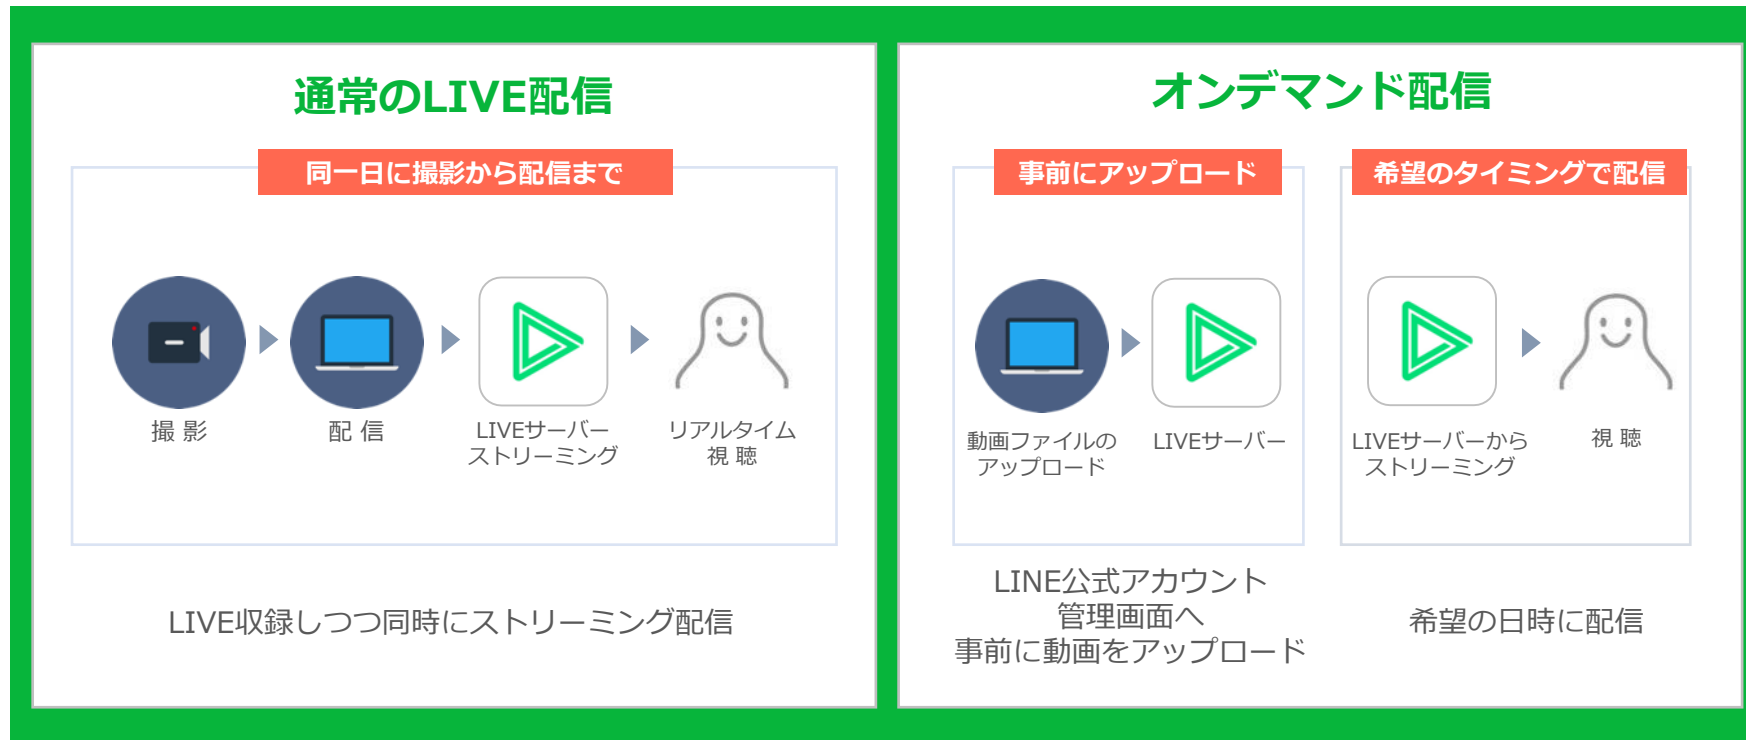 通常のLIVE配信
同一日に撮影から配信まで
撮 影
配 信
LIVEサーバー
ストリーミング
リアルタイム
視 聴
LIVE収録しつつ同時にストリーミング配信
オンデマンド配信
事前にアップロード
動画ファイルの
アップロード
LIVEサーバー
LINE公式アカウント
管理画面へ
事前に動画をアップロード
希望のタイミングで配信
LIVEサーバーから
ストリーミング
視 聴
希望の日時に配信